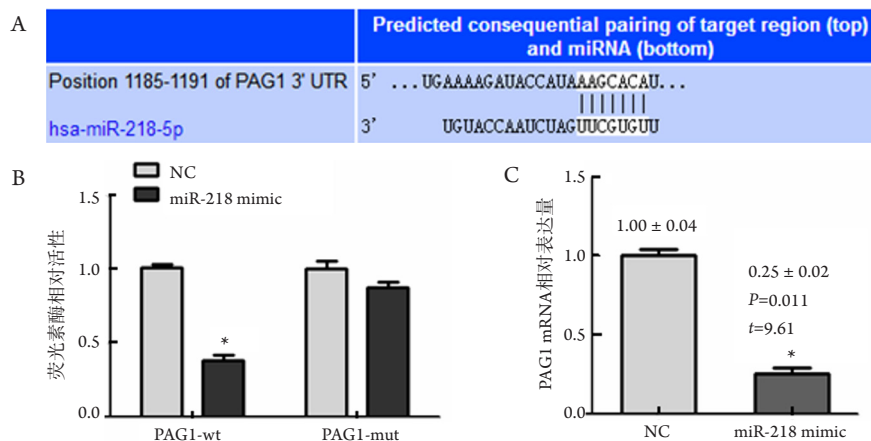 A
Predicted consequential pairing of target region (top)
and miRNA (bottom)
Position 1185-1191 of PAG1 3' UTR 5' ...UGAAAAGAUACCAUAAAGCACAU...
hsa-miR-218-5p 3' UGUACCAAUCUAGUUCGUGUU
B
NC
miR-218 mimic
荧光素酶相对活性
1.5
1.0
0.5
0.0
*
PAG1-wt
PAG1-mut
C
PAG1 mRNA相对表达量
1.5
1.0
0.5
0.0
1.00 ± 0.04
0.25 ± 0.02
P=0.011
t=9.61
*
NC
miR-218 mimic